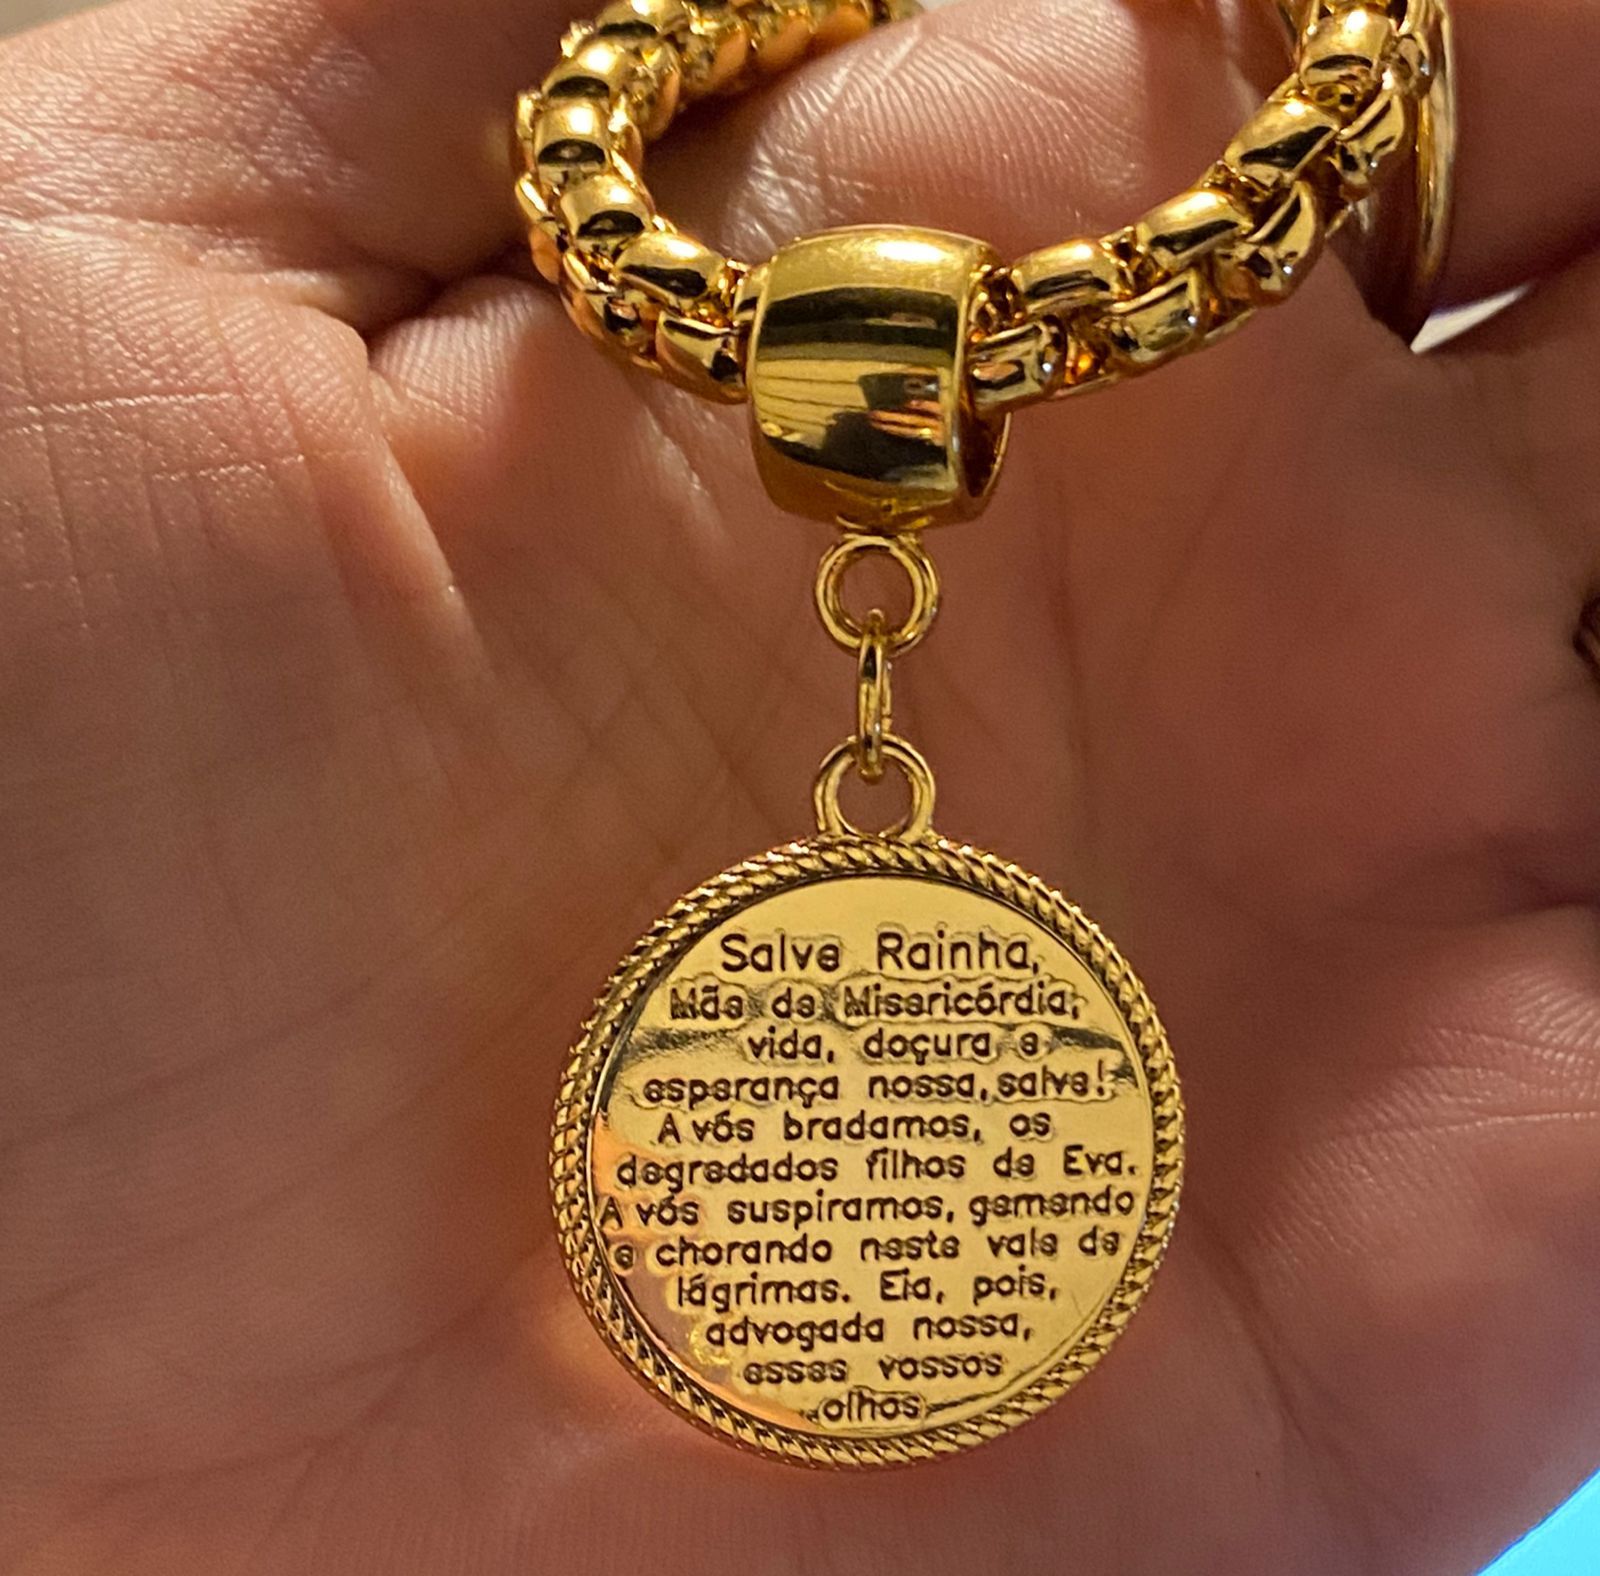 Salve Rainha,
Mãe de Misericórdia,
vida, doçura e
esperança nossa, salve!
A vós bradamos, os
degredados filhos de Eva.
A vós suspiramos, gemendo
e chorando neste vale de
lágrimas. Eia, pois,
advogada nossa,
esses vossos
olhos